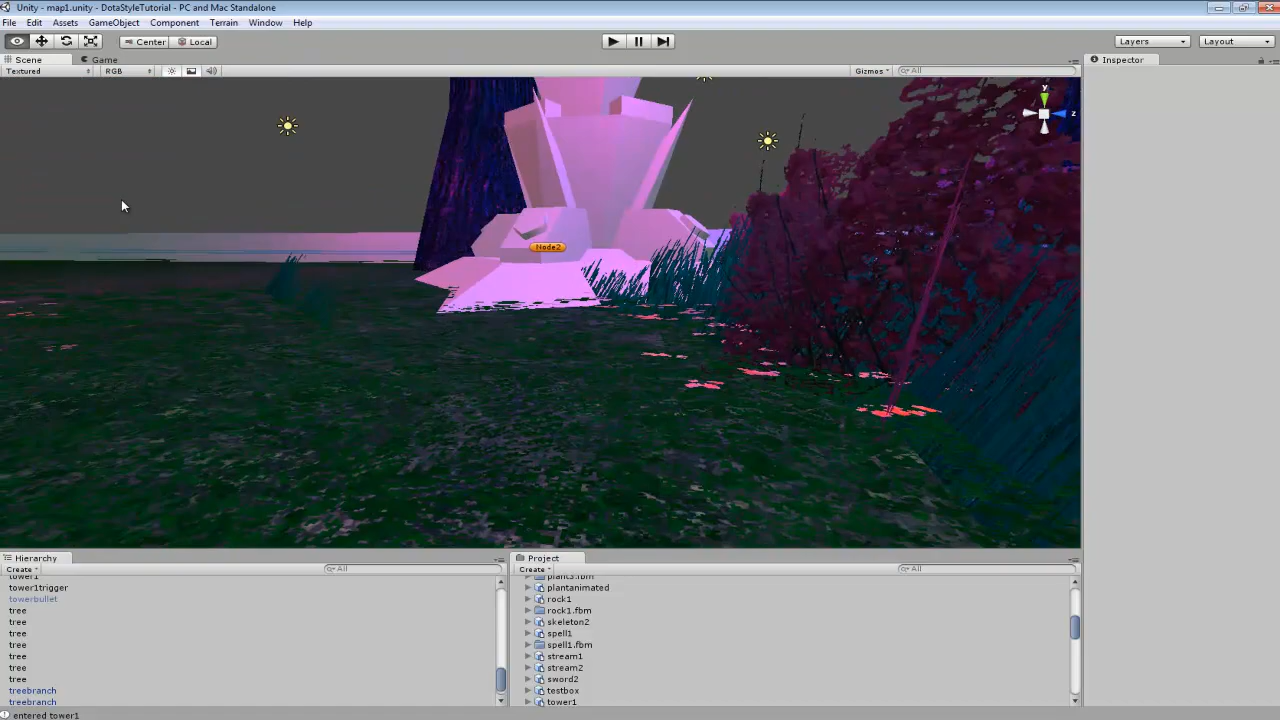 Unity - map1.unity - DotaStyleTutorial - PC and Mac Standalone
File Edit Assets GameObject Component Terrain Window Help
Center Local Layers Layout
Scene Game Inspector
Textured RGB Gizmos All
y
z
Node2
Hierarchy Project
Create All Create All
tower1 plant3.fbm
tower1trigger plantanimated
towerbullet rock1
tree rock1.fbm
tree skeleton2
tree spell1
tree spell1.fbm
tree stream1
tree stream2
tree sword2
treebranch testbox
treebranch tower1
entered tower1